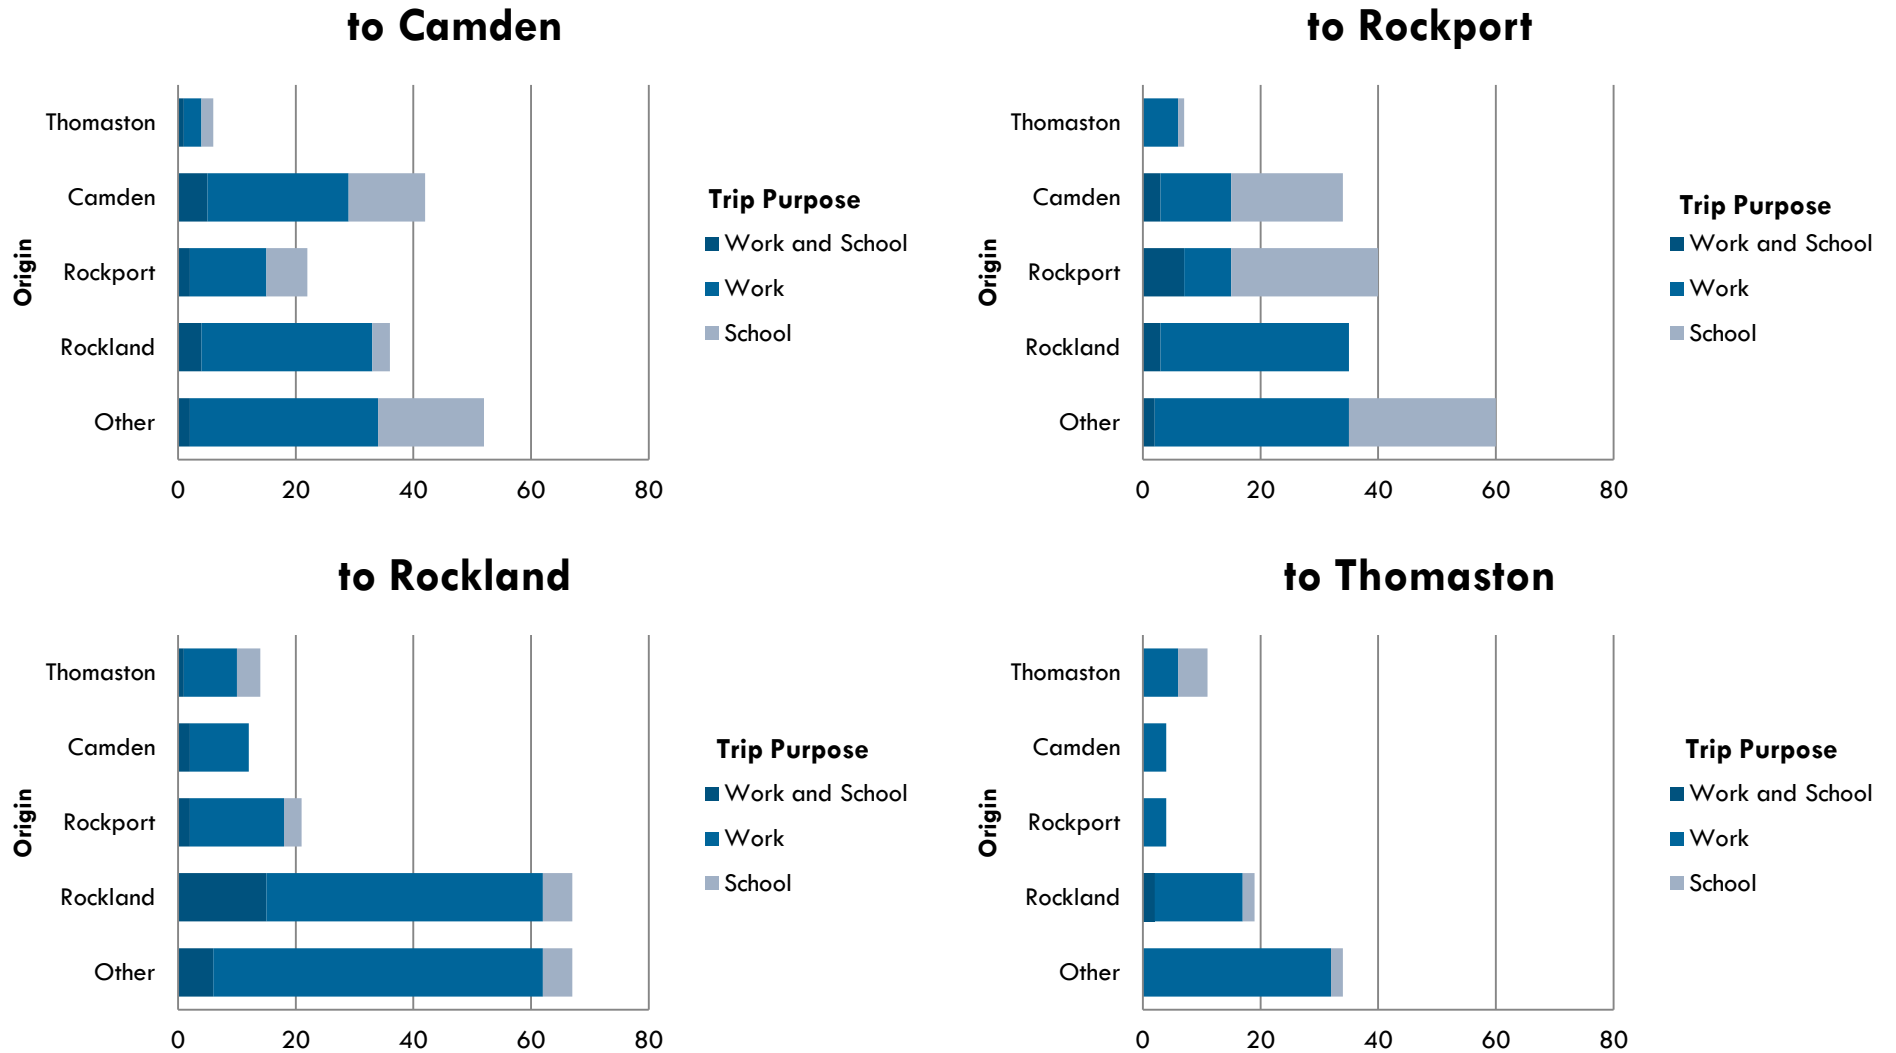 to Camden
Origin
Thomaston
Camden
Rockport
Rockland
Other
0 20 40 60 80
Trip Purpose
Work and School
Work
School
to Rockport
Origin
Thomaston
Camden
Rockport
Rockland
Other
0 20 40 60 80
Trip Purpose
Work and School
Work
School
to Rockland
Origin
Thomaston
Camden
Rockport
Rockland
Other
0 20 40 60 80
Trip Purpose
Work and School
Work
School
to Thomaston
Origin
Thomaston
Camden
Rockport
Rockland
Other
0 20 40 60 80
Trip Purpose
Work and School
Work
School